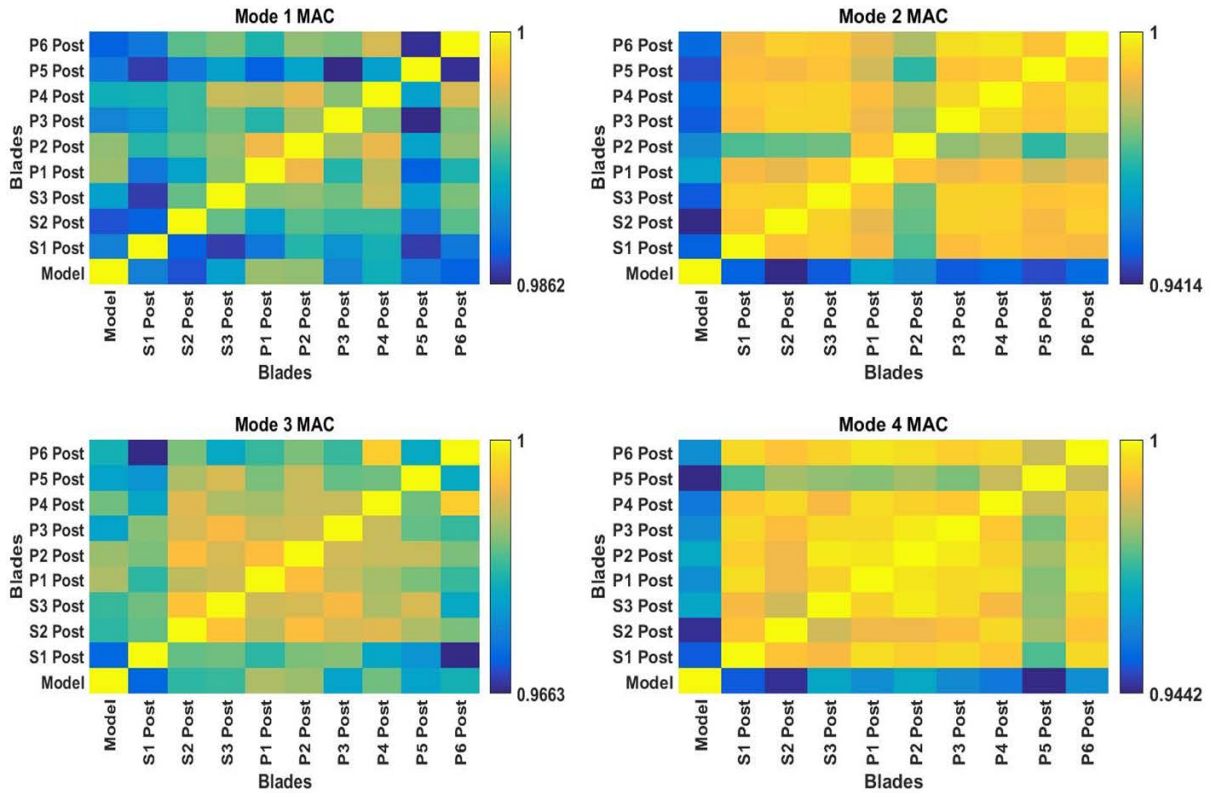 Mode 1 MAC
P6 Post
P5 Post
P4 Post
P3 Post
P2 Post
P1 Post
S3 Post
S2 Post
S1 Post
Model
Blades
1
0.9862
Model
S1 Post
S2 Post
S3 Post
P1 Post
P2 Post
P3 Post
P4 Post
P5 Post
P6 Post
Blades
Mode 2 MAC
P6 Post
P5 Post
P4 Post
P3 Post
P2 Post
P1 Post
S3 Post
S2 Post
S1 Post
Model
Blades
1
0.9414
Model
S1 Post
S2 Post
S3 Post
P1 Post
P2 Post
P3 Post
P4 Post
P5 Post
P6 Post
Blades
Mode 3 MAC
P6 Post
P5 Post
P4 Post
P3 Post
P2 Post
P1 Post
S3 Post
S2 Post
S1 Post
Model
Blades
1
0.9663
Model
S1 Post
S2 Post
S3 Post
P1 Post
P2 Post
P3 Post
P4 Post
P5 Post
P6 Post
Blades
Mode 4 MAC
P6 Post
P5 Post
P4 Post
P3 Post
P2 Post
P1 Post
S3 Post
S2 Post
S1 Post
Model
Blades
1
0.9442
Model
S1 Post
S2 Post
S3 Post
P1 Post
P2 Post
P3 Post
P4 Post
P5 Post
P6 Post
Blades